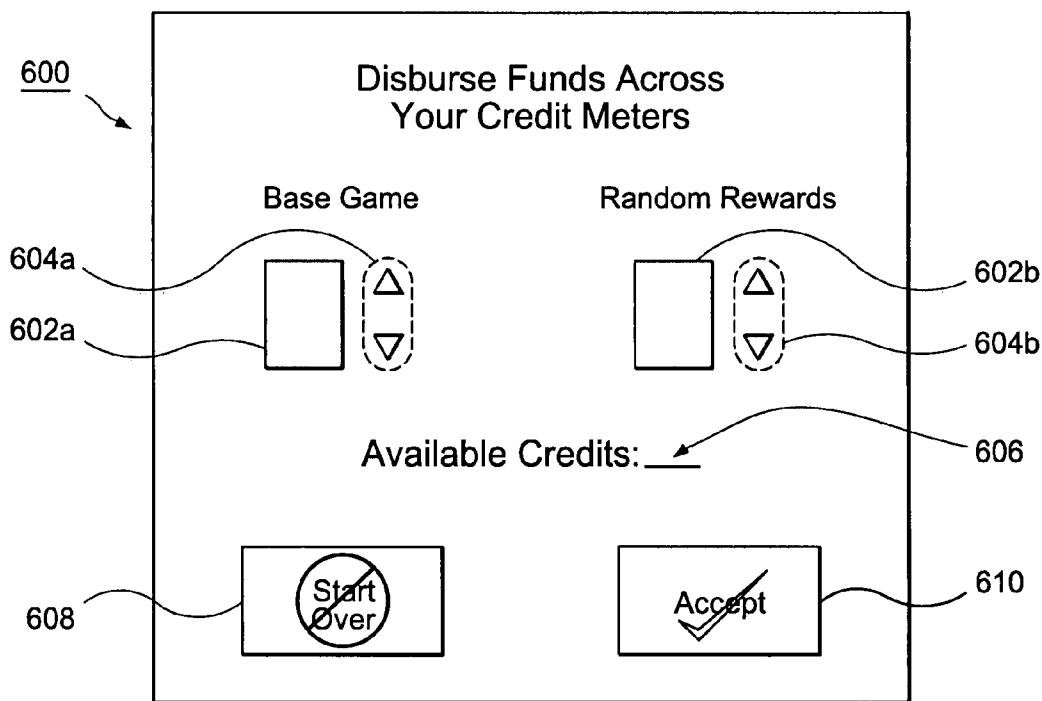 600
Disburse Funds Across
Your Credit Meters
Base Game
Random Rewards
604a
602b
602a
604b
Available Credits:
606
Start
Over
Accept
608
610